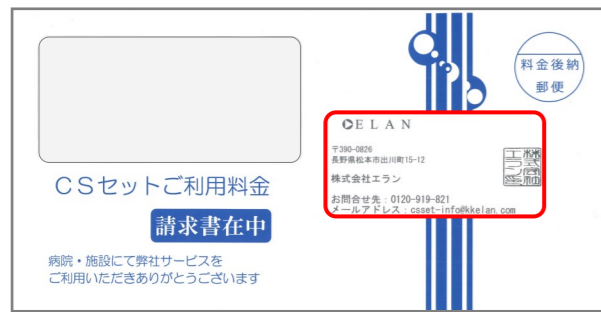 料金後納
郵便
ELAN
〒390-0826
長野県松本市出川町15-12
株式会社エラン
お問合せ先：0120-919-821
メールアドレス：csset-info@kkelan.com
CSセットご利用料金
請求書在中
病院・施設にて弊社サービスを
ご利用いただきありがとうございます